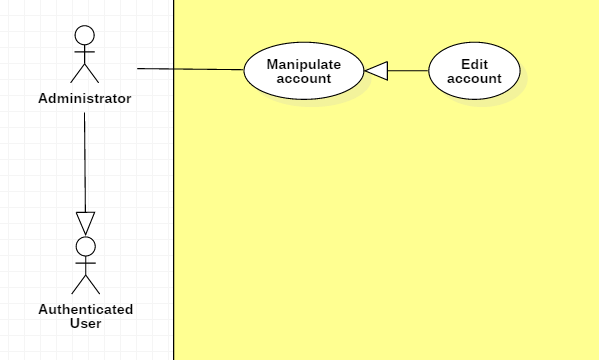 Administrator
Manipulate
account
Edit
account
Authenticated
User